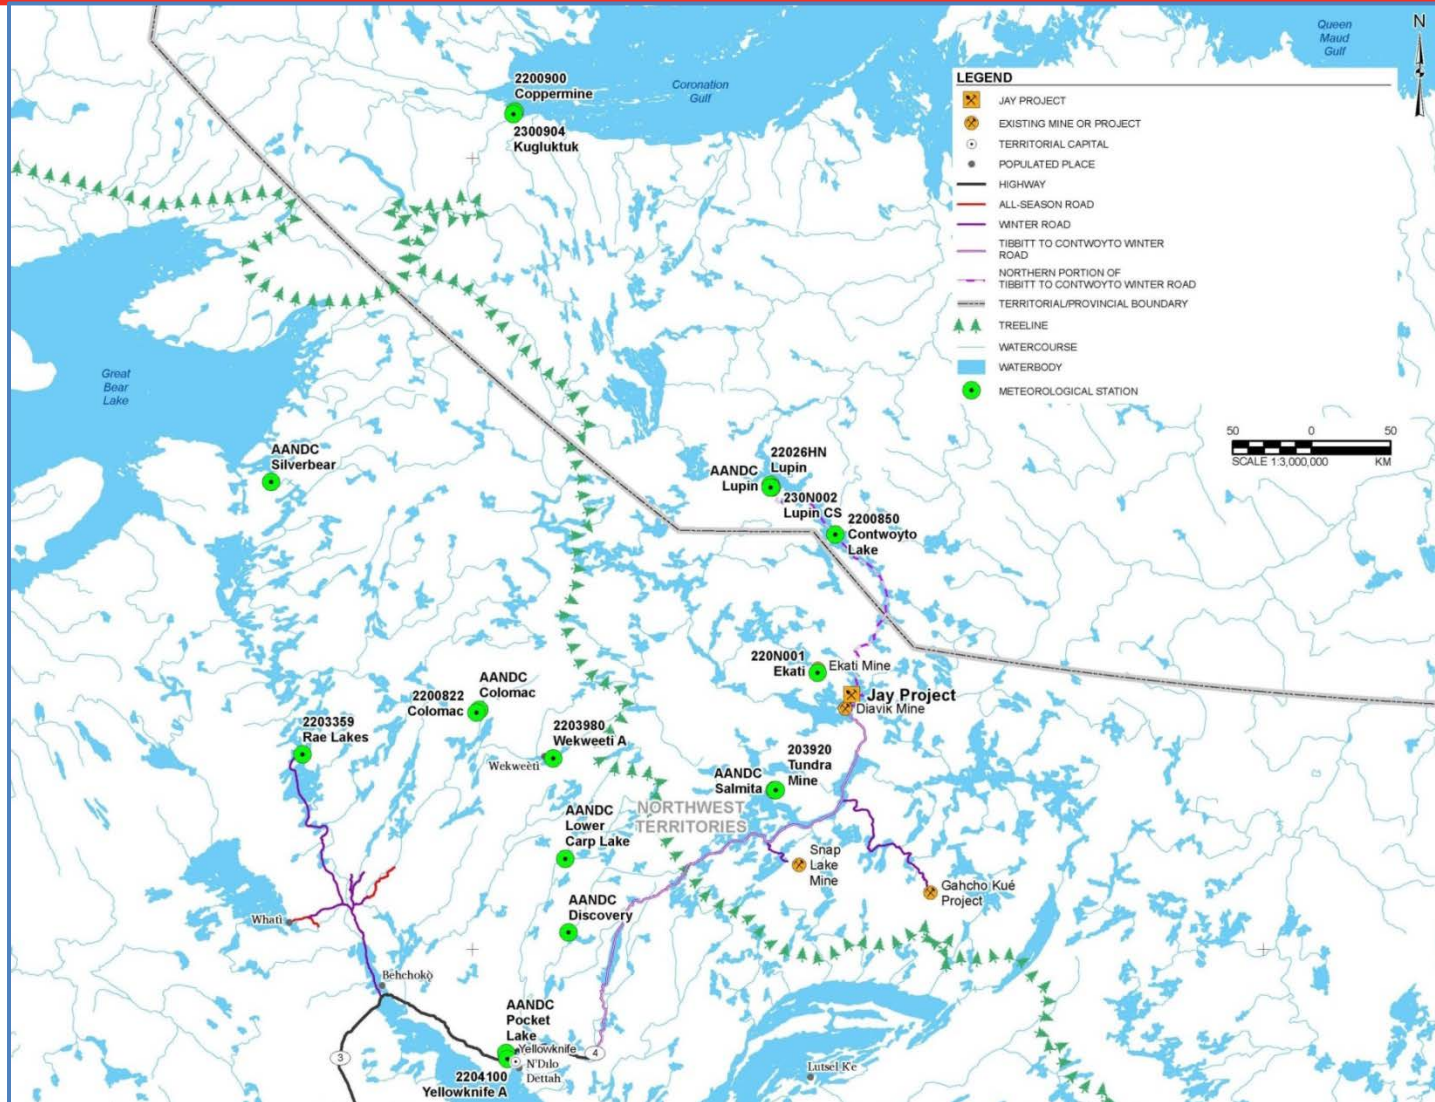 Queen
Maud
Gulf
N
Coronation
Gulf
2200900
Coppermine
2300904
Kugluktuk
LEGEND
JAY PROJECT
EXISTING MINE OR PROJECT
TERRITORIAL CAPITAL
POPULATED PLACE
HIGHWAY
ALL-SEASON ROAD
WINTER ROAD
TIBBITT TO CONTWOYTO WINTER
ROAD
NORTHERN PORTION OF
TIBBITT TO CONTWOYTO WINTER ROAD
TERRITORIAL/PROVINCIAL BOUNDARY
TREELINE
WATERCOURSE
WATERBODY
METEOROLOGICAL STATION
50 0 50
SCALE 1:3,000,000 KM
Great
Bear
Lake
AANDC
Silverbear
AANDC
Lupin
22026HN
Lupin
230N002
Lupin CS
2200850
Contwoyto
Lake
220N001
Ekati
Ekati Mine
Jay Project
Diavik Mine
AANDC
Colomac
2200822
Colomac
2203359
Rae Lakes
2203980
Wekweeti A
Wekweètì
203920
Tundra
Mine
AANDC
Salmita
NORTHWEST
TERRITORIES
AANDC
Lower
Carp Lake
Snap
Lake
Mine
Gahcho Kué
Project
AANDC
Discovery
Whatì
Behchokǫ̀
AANDC
Pocket
Lake
Yellowknife
N'Dılo
Dettah
2204100
Yellowknife A
3
4
Lutsel K'e